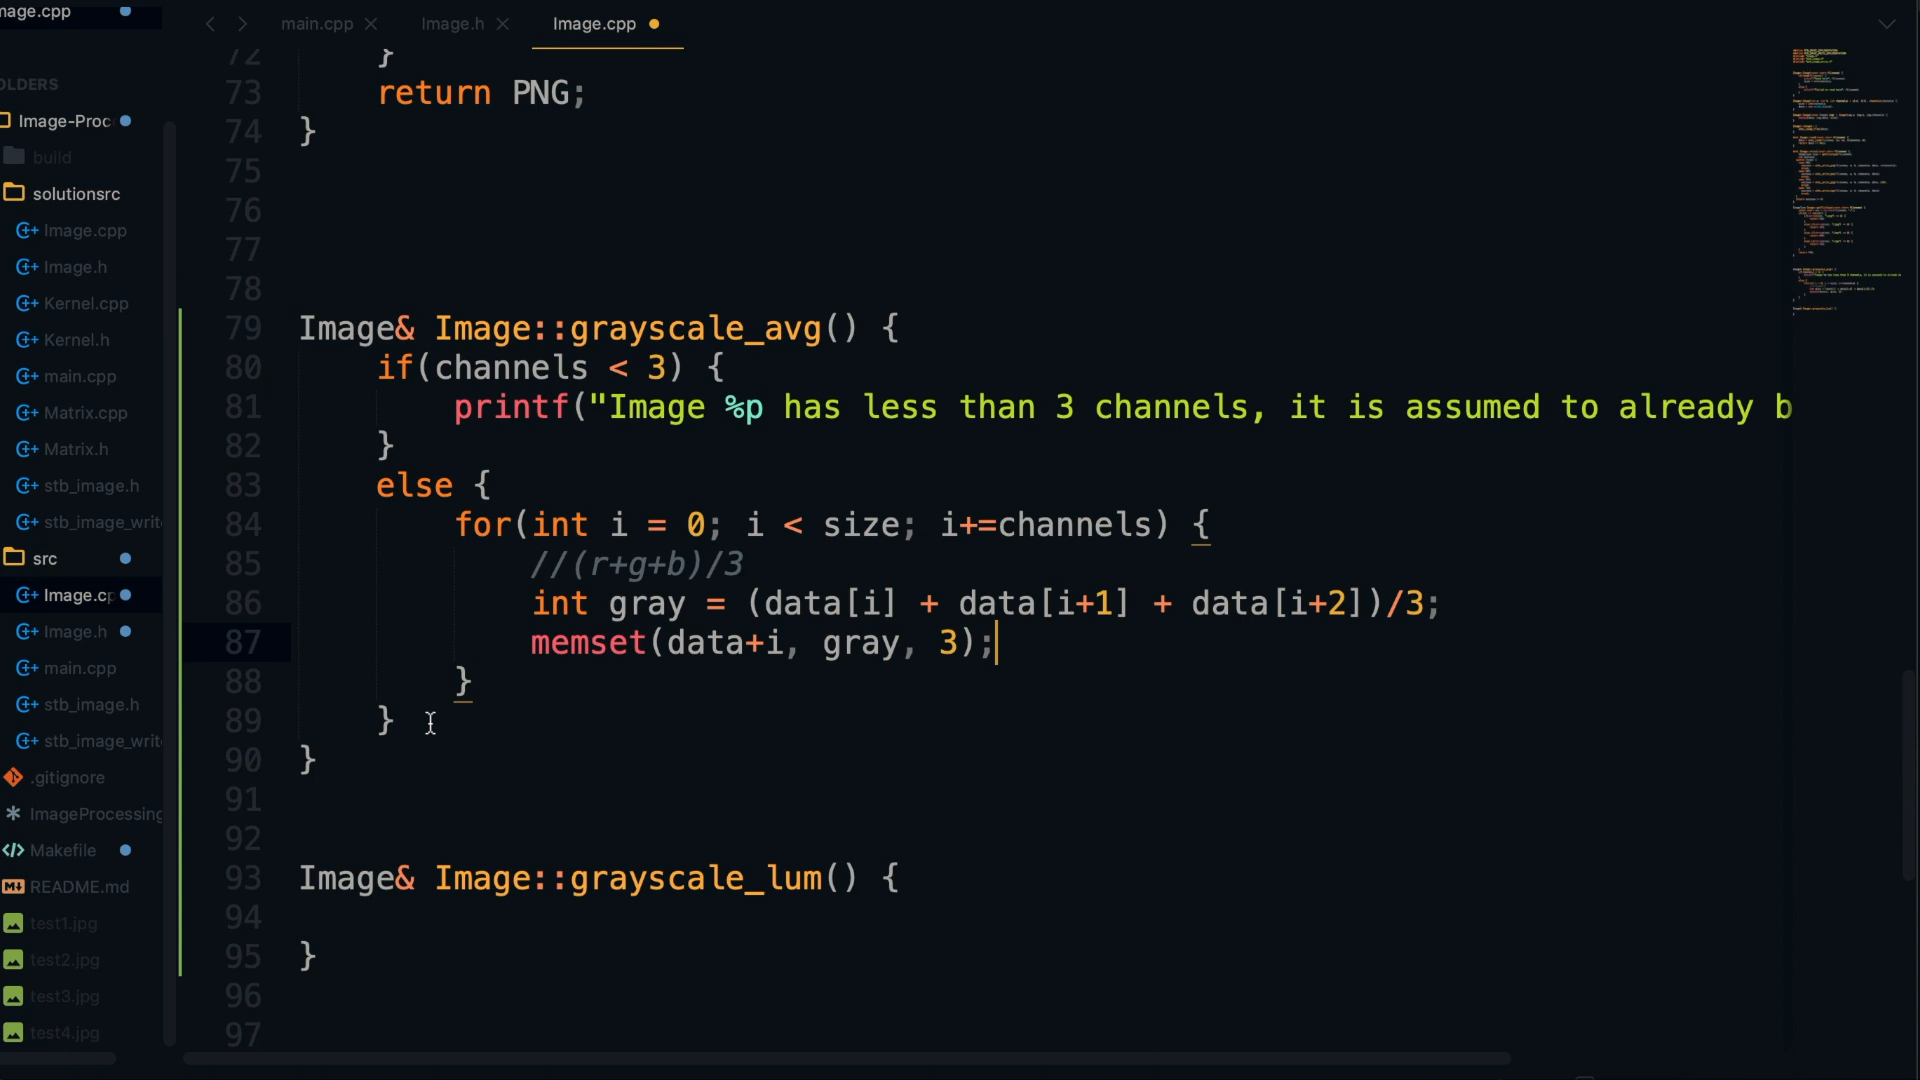 mage.cpp
main.cpp
Image.h
Image.cpp
OLDERS
Image-Proc
build
solutionsrc
Image.cpp
Image.h
Kernel.cpp
Kernel.h
main.cpp
Matrix.cpp
Matrix.h
stb_image.h
stb_image_writ
src
Image.cp
Image.h
main.cpp
stb_image.h
stb_image_writ
.gitignore
ImageProcessing
Makefile
README.md
test1.jpg
test2.jpg
test3.jpg
test4.jpg
72 }
73 return PNG;
74 }
75
76
77
78
79 Image& Image::grayscale_avg() {
80 if(channels < 3) {
81 printf("Image %p has less than 3 channels, it is assumed to already b
82 }
83 else {
84 for(int i = 0; i < size; i+=channels) {
85 //(r+g+b)/3
86 int gray = (data[i] + data[i+1] + data[i+2])/3;
87 memset(data+i, gray, 3);
88 }
89 }
90 }
91
92
93 Image& Image::grayscale_lum() {
94
95 }
96
97